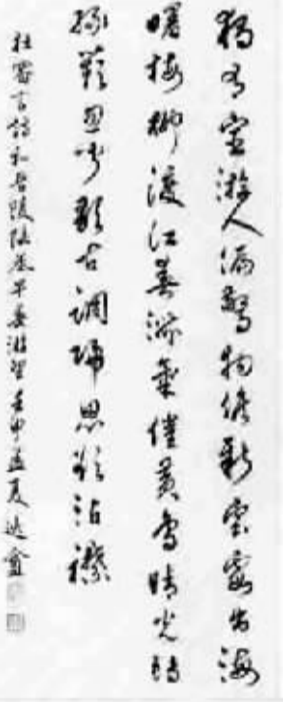 獨有宦游人偏驚物候新雲霞出海
曙梅柳渡江春淑氣催黃鳥晴光轉
綠蘋忽聞歌古調歸思欲沾襟
杜審言詩和晉陵陸丞早春游望壬申孟夏